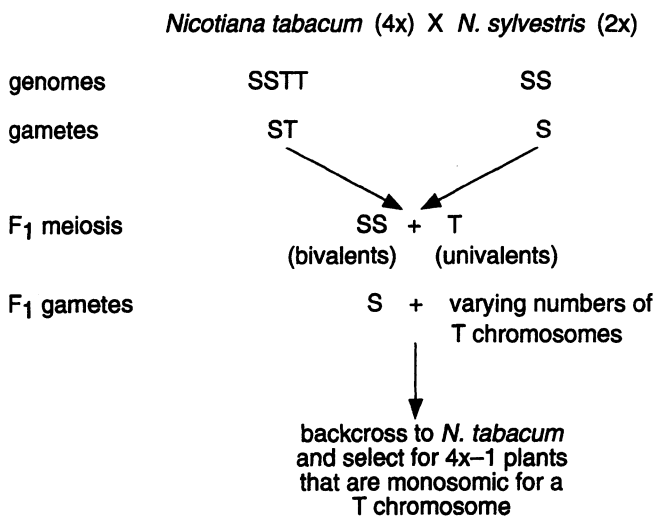 Nicotiana tabacum (4x) X N. sylvestris (2x)
genomes SSTT SS
gametes ST S
F1 meiosis SS + T
(bivalents) (univalents)
F1 gametes S + varying numbers of
T chromosomes
backcross to N. tabacum
and select for 4x–1 plants
that are monosomic for a
T chromosome